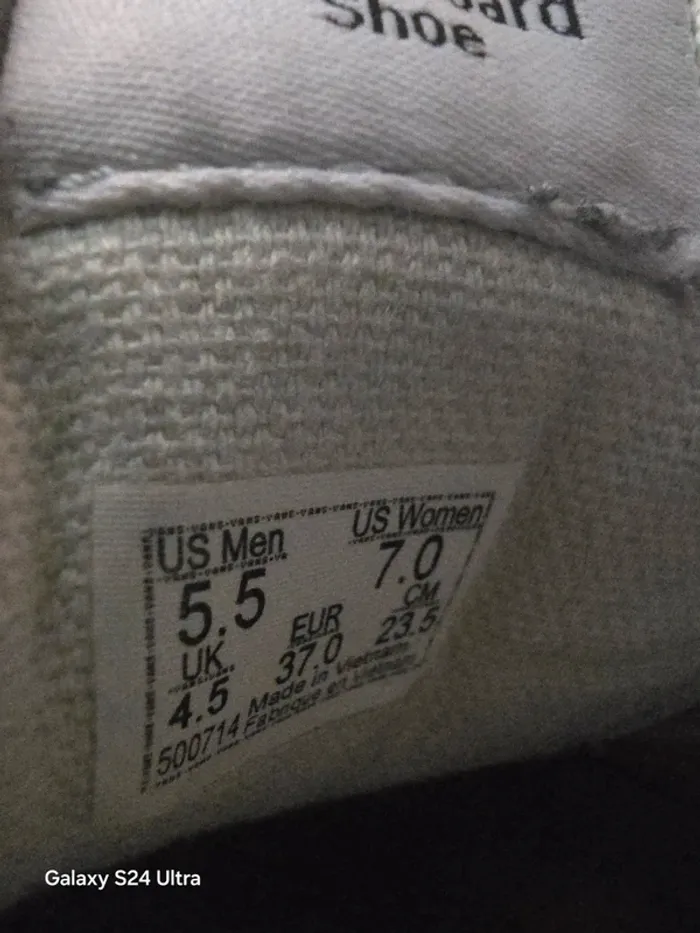 Shoe
US Men US Women
5.5 7.0
UK EUR CM
4.5 37.0 23.5
Made in Vietnam
500714 Fabrique en Vietnam
Galaxy S24 Ultra